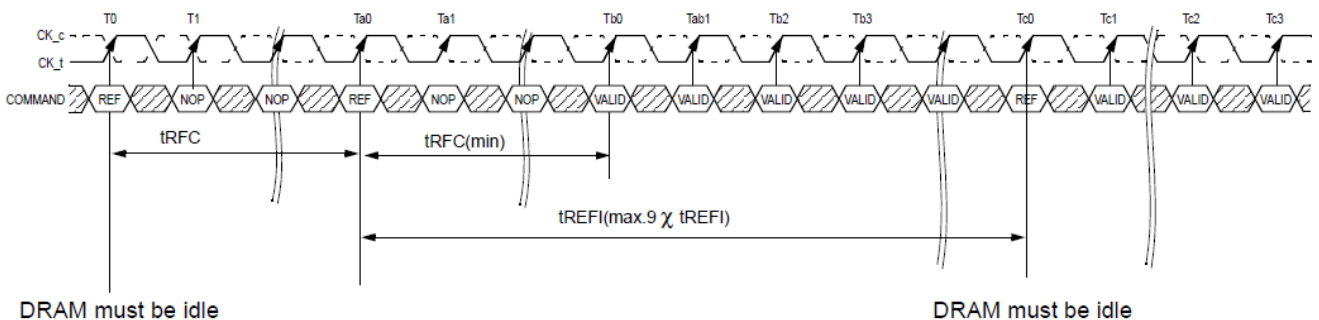 T0 T1 Ta0 Ta1 Tb0 Tab1 Tb2 Tb3 Tc0 Tc1 Tc2 Tc3
CK_c
CK_t
COMMAND REF NOP NOP REF NOP NOP VALID VALID VALID VALID VALID REF VALID VALID VALID
tRFC tRFC(min)
tREFI(max.9 χ tREFI)
DRAM must be idle DRAM must be idle